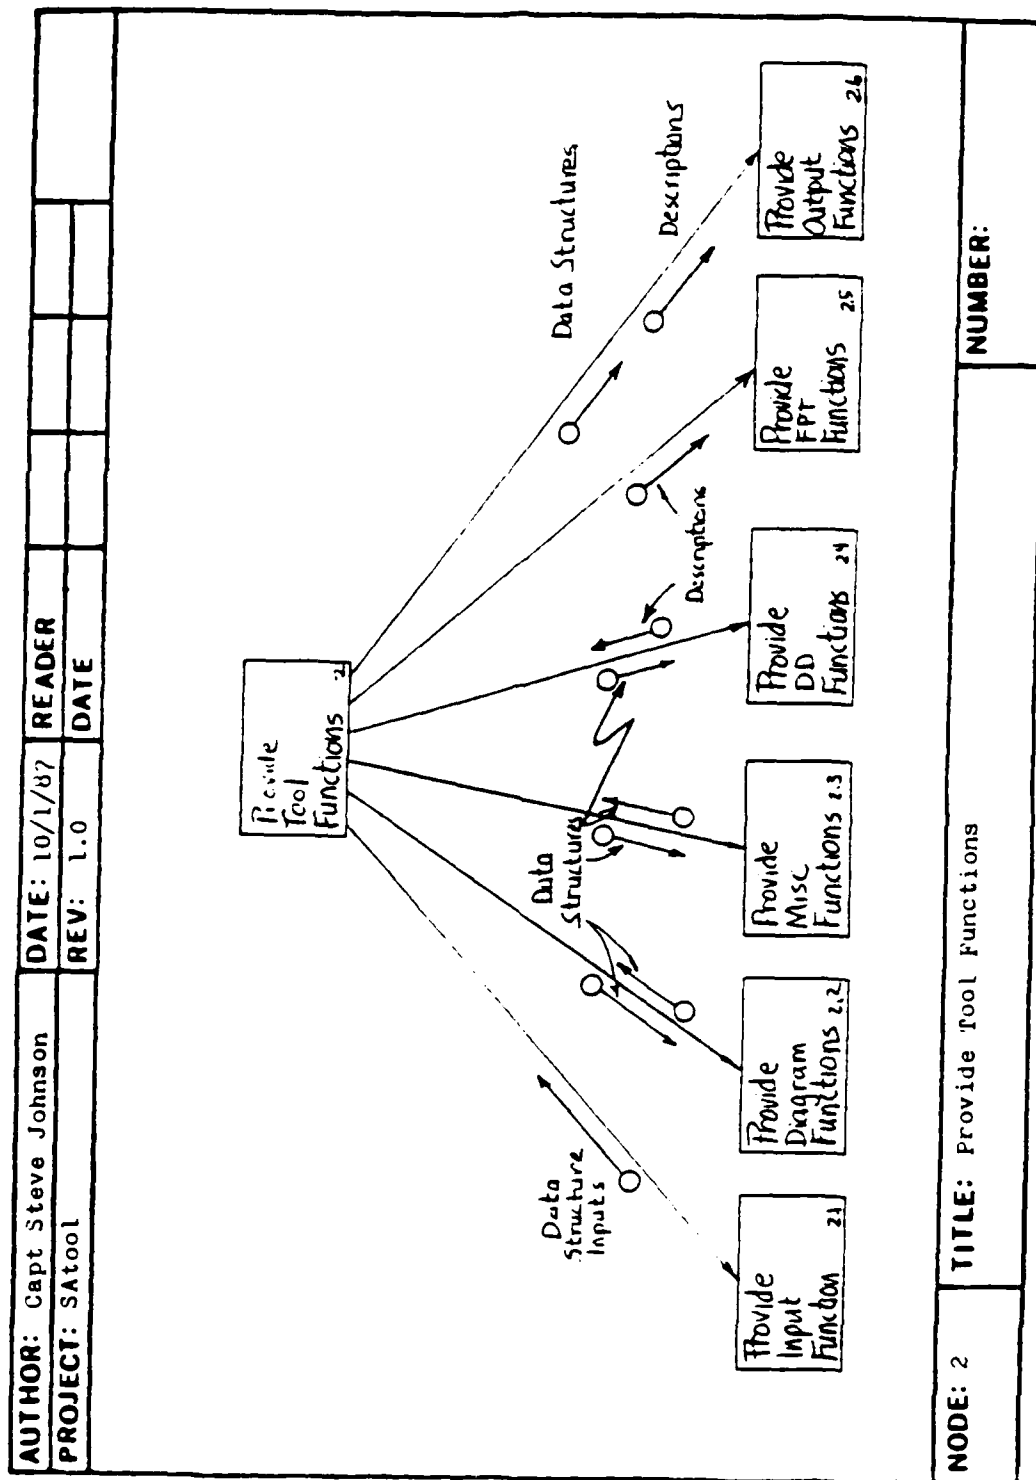 AUTHOR: Capt Steve Johnson
DATE: 10/1/87
READER
PROJECT: SAtool
REV: 1.0
DATE
Provide
Tool
Functions 2
Data
Structure
Inputs
Data
Structures
Descriptions
Data Structures
Descriptions
Provide
Input
Function 2.1
Provide
Diagram
Functions 2.2
Provide
Misc
Functions 2.3
Provide
DD
Functions 2.4
Provide
FPT
Functions 2.5
Provide
Output
Functions 2.6
NODE: 2
TITLE: Provide Tool Functions
NUMBER: